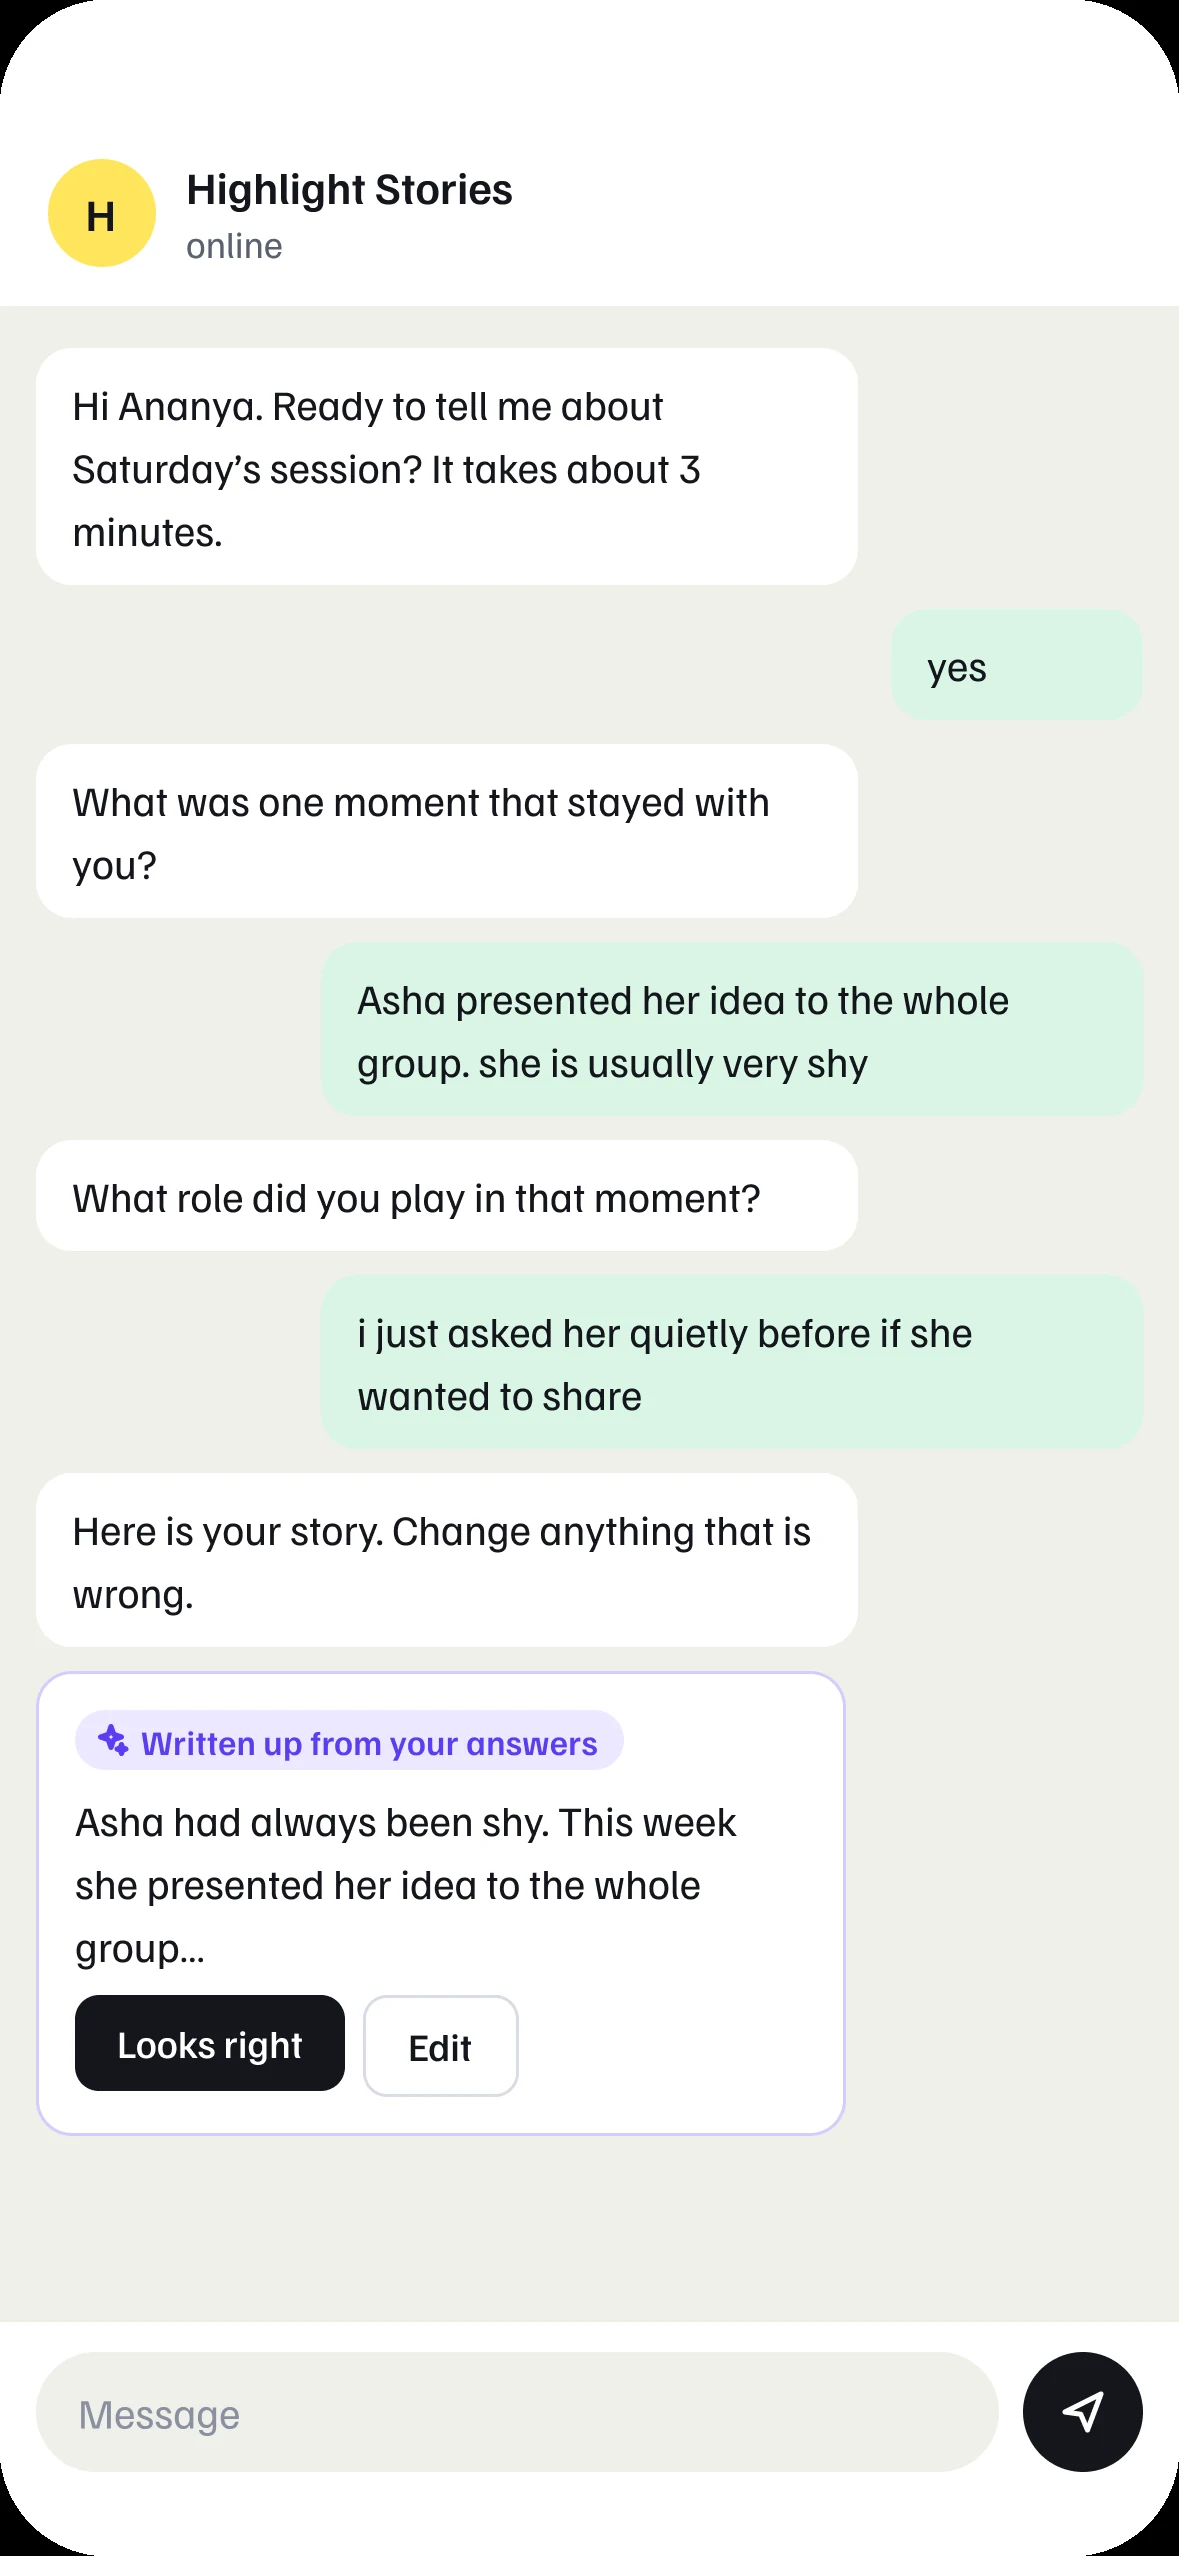 H
Highlight Stories
online
Hi Ananya. Ready to tell me about
Saturday’s session? It takes about 3
minutes.
yes
What was one moment that stayed with
you?
Asha presented her idea to the whole
group. she is usually very shy
What role did you play in that moment?
i just asked her quietly before if she
wanted to share
Here is your story. Change anything that is
wrong.
Written up from your answers
Asha had always been shy. This week
she presented her idea to the whole
group...
Looks right
Edit
Message